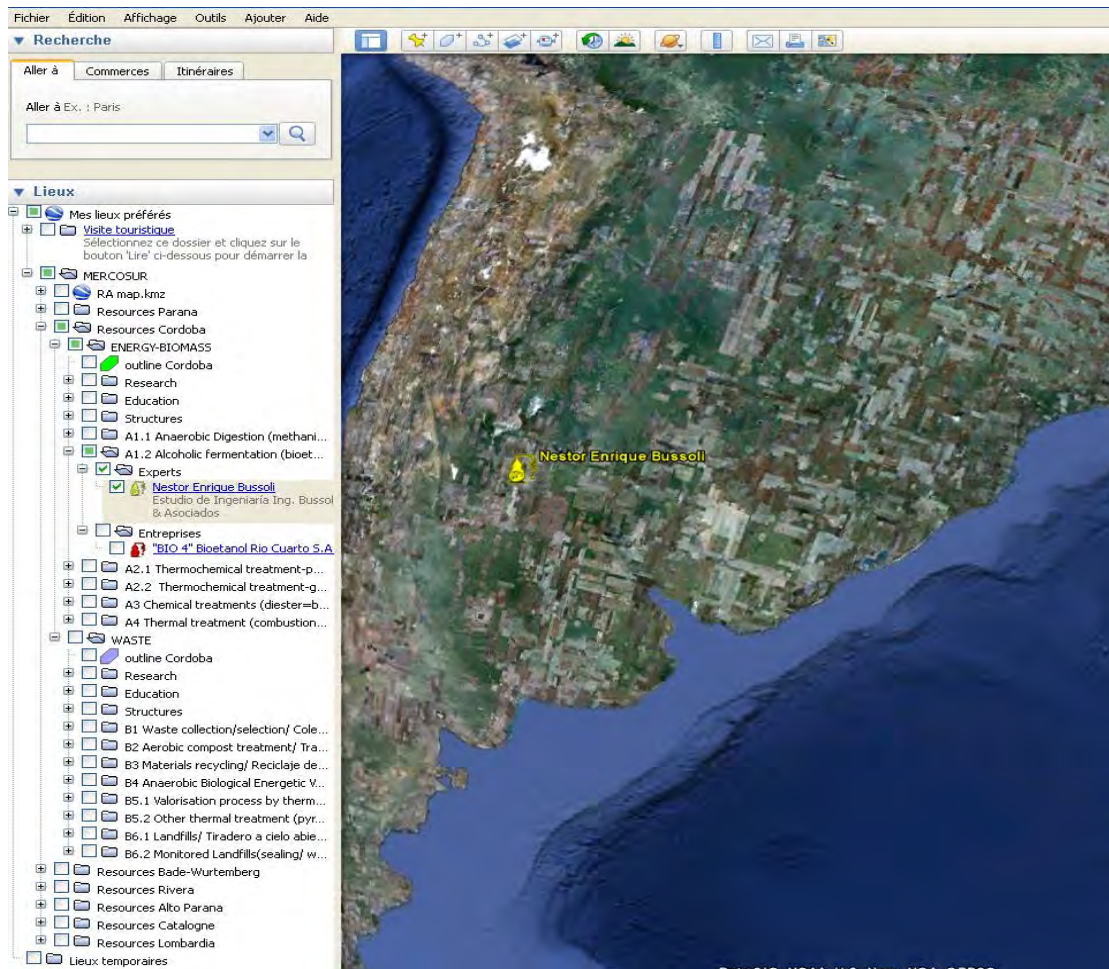 Fichier Édition Affichage Outils Ajouter Aide
Recherche
Aller à Commerces Itinéraires
Aller à Ex. : Paris
Lieux
Mes lieux préférés
Visite touristique
Sélectionnez ce dossier et cliquez sur le
bouton 'Lire' ci-dessous pour démarrer la
MERCOSUR
RA map.kmz
Resources Parana
Resources Cordoba
ENERGY-BIOMASS
outline Cordoba
Research
Education
Structures
A1.1 Anaerobic Digestion (methani...
A1.2 Alcoholic fermentation (bioet...
Experts
Nestor Enrique Bussoli
Estudio de Ingeniaría Ing. Bussol
& Asociados
Entreprises
"BIO 4" Bioetanol Rio Cuarto S.A
A2.1 Thermochemical treatment-p...
A2.2 Thermochemical treatment-g...
A3 Chemical treatments (diester=b...
A4 Thermal treatment (combustion...
WASTE
outline Cordoba
Research
Education
Structures
B1 Waste collection/selection/ Cole...
B2 Aerobic compost treatment/ Tra...
B3 Materials recycling/ Reciclaje de...
B4 Anaerobic Biological Energetic V...
B5.1 Valorisation process by therm...
B5.2 Other thermal treatment (pyr...
B6.1 Landfills/ Tiradero a cielo abie...
B6.2 Monitored Landfills(sealing/ w...
Resources Bade-Wurtemberg
Resources Rivera
Resources Alto Parana
Resources Catalogne
Resources Lombardia
Lieux temporaires
Nestor Enrique Bussoli